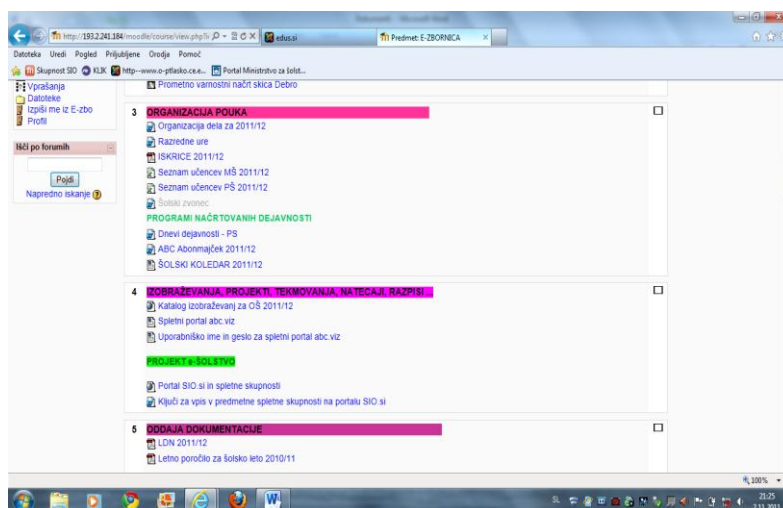 http://193.2.241.184/moodle/course/view.php?i
edus.si
Predmet: E-ZBORNICA
Datoteka Uredi Pogled Priljubljene Orodja Pomoč
Skupnost SIO
KLIK
http--www.o-ptlasko.ce.e...
Portal Ministrstvo za šolst...
Vprašanja
Datoteke
Izpiši me iz E-zbo
Profil
Išči po forumih
Pojdi
Napredno iskanje
Prometno varnostni načrt skica Debro
3 ORGANIZACIJA POUKA
Organizacija dela za 2011/12
Razredne ure
ISKRICE 2011/12
Seznam učencev MŠ 2011/12
Seznam učencev PŠ 2011/12
Šolski zvonec
PROGRAMI NAČRTOVANIH DEJAVNOSTI
Dnevi dejavnosti - PS
ABC Abonmajček 2011/12
ŠOLSKI KOLEDAR 2011/12
4 IZOBRAŽEVANJA, PROJEKTI, TEKMOVANJA, NATEČAJI, RAZPISI ...
Katalog izobraževanj za OŠ 2011/12
Spletni portal abc.viz
Uporabniško ime in geslo za spletni portal abc.viz
PROJEKT e-ŠOLSTVO
Portal SIO.si in spletne skupnosti
Ključi za vpis v predmetne spletne skupnosti na portalu SIO.si
5 ODDAJA DOKUMENTACIJE
LDN 2011/12
Letno poročilo za šolsko leto 2010/11
100%
SL
21:25
2.11.2011